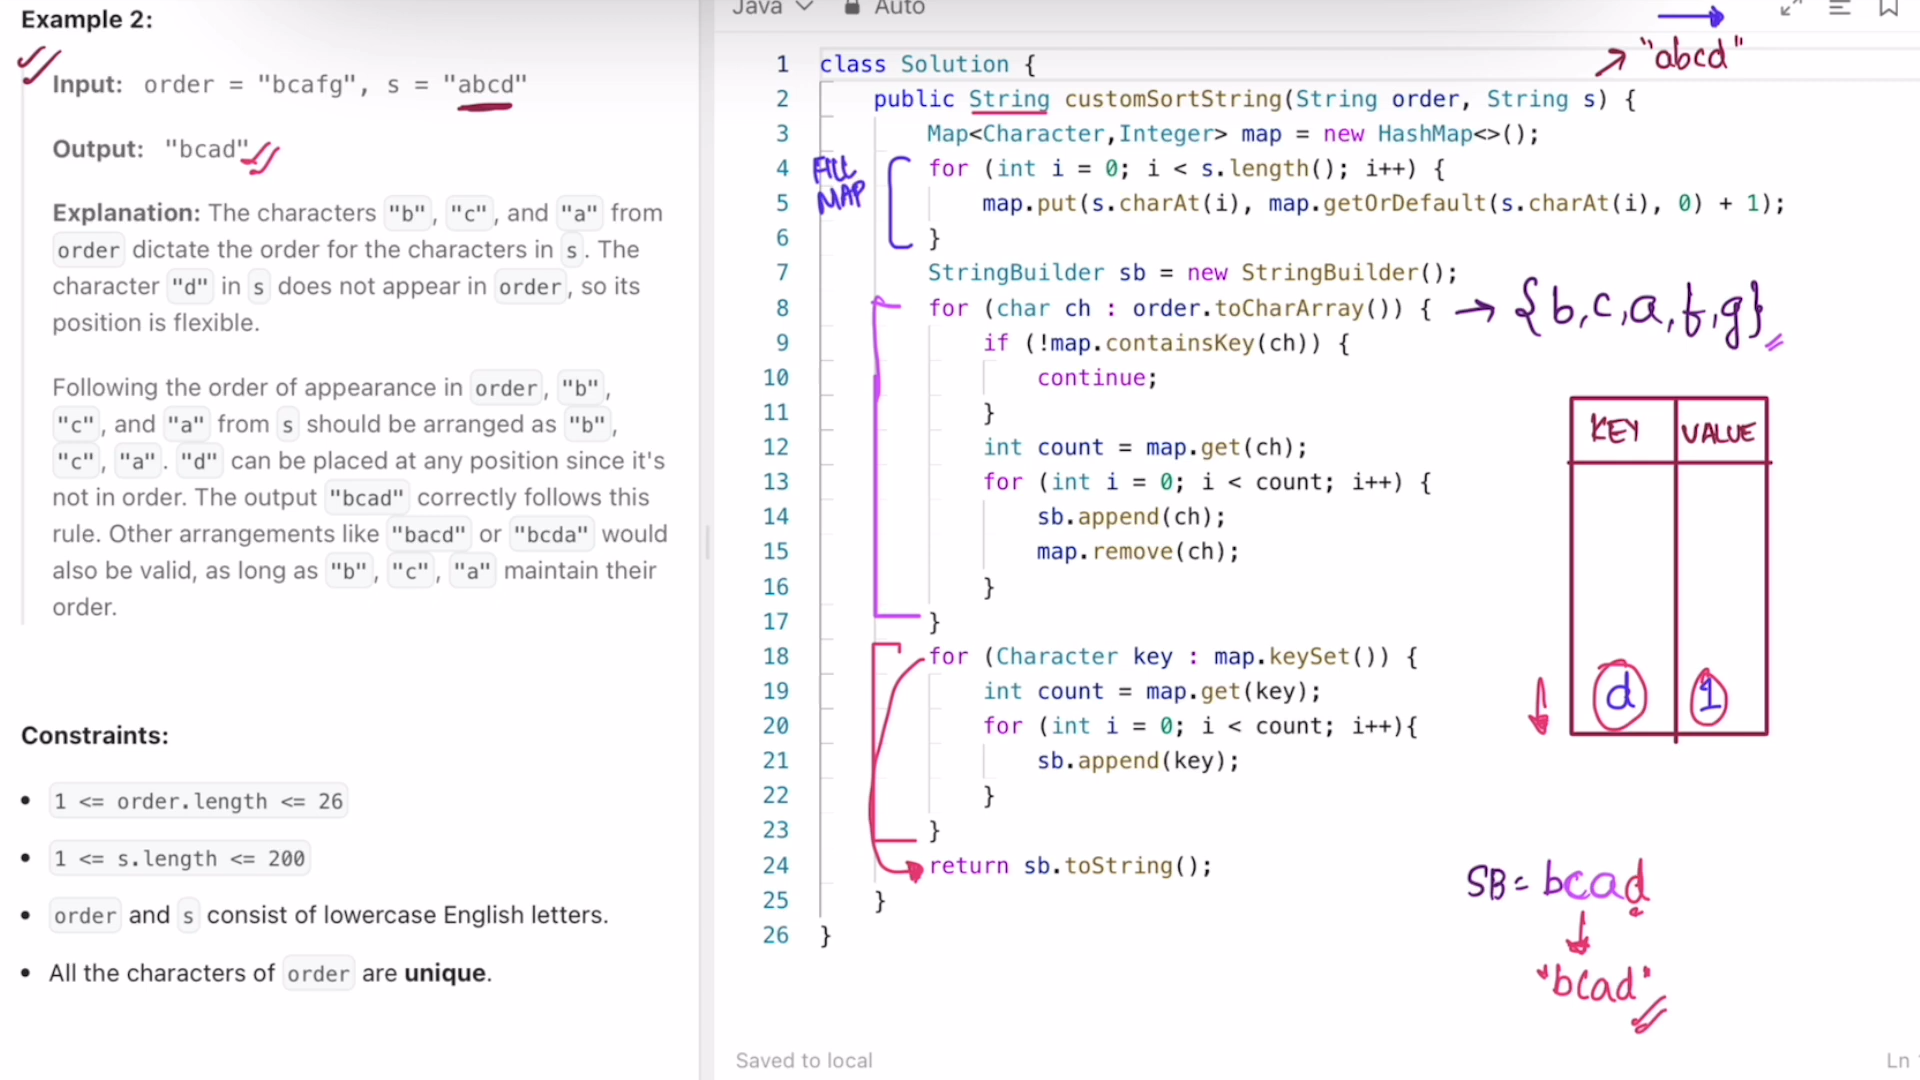 Example 2:
Input: order = "bcafg", s = "abcd"
Output: "bcad"
Explanation: The characters "b", "c", and "a" from
order dictate the order for the characters in s. The
character "d" in s does not appear in order, so its
position is flexible.
Following the order of appearance in order, "b",
"c", and "a" from s should be arranged as "b",
"c", "a". "d" can be placed at any position since it's
not in order. The output "bcad" correctly follows this
rule. Other arrangements like "bacd" or "bcda" would
also be valid, as long as "b", "c", "a" maintain their
order.
Constraints:
• 1 <= order.length <= 26
• 1 <= s.length <= 200
• order and s consist of lowercase English letters.
• All the characters of order are unique.
Java Auto
"abcd"
1 class Solution {
2 public String customSortString(String order, String s) {
3 Map<Character,Integer> map = new HashMap<>();
4 for (int i = 0; i < s.length(); i++) {
5 map.put(s.charAt(i), map.getOrDefault(s.charAt(i), 0) + 1);
6 }
7 StringBuilder sb = new StringBuilder();
8 for (char ch : order.toCharArray()) {
9 if (!map.containsKey(ch)) {
10 continue;
11 }
12 int count = map.get(ch);
13 for (int i = 0; i < count; i++) {
14 sb.append(ch);
15 map.remove(ch);
16 }
17 }
18 for (Character key : map.keySet()) {
19 int count = map.get(key);
20 for (int i = 0; i < count; i++){
21 sb.append(key);
22 }
23 }
24 return sb.toString();
25 }
26 }
FILL
MAP
→ {b,c,a,f,g}
KEY VALUE
d 1
SB = bcad
"bcad"
Saved to local
Ln